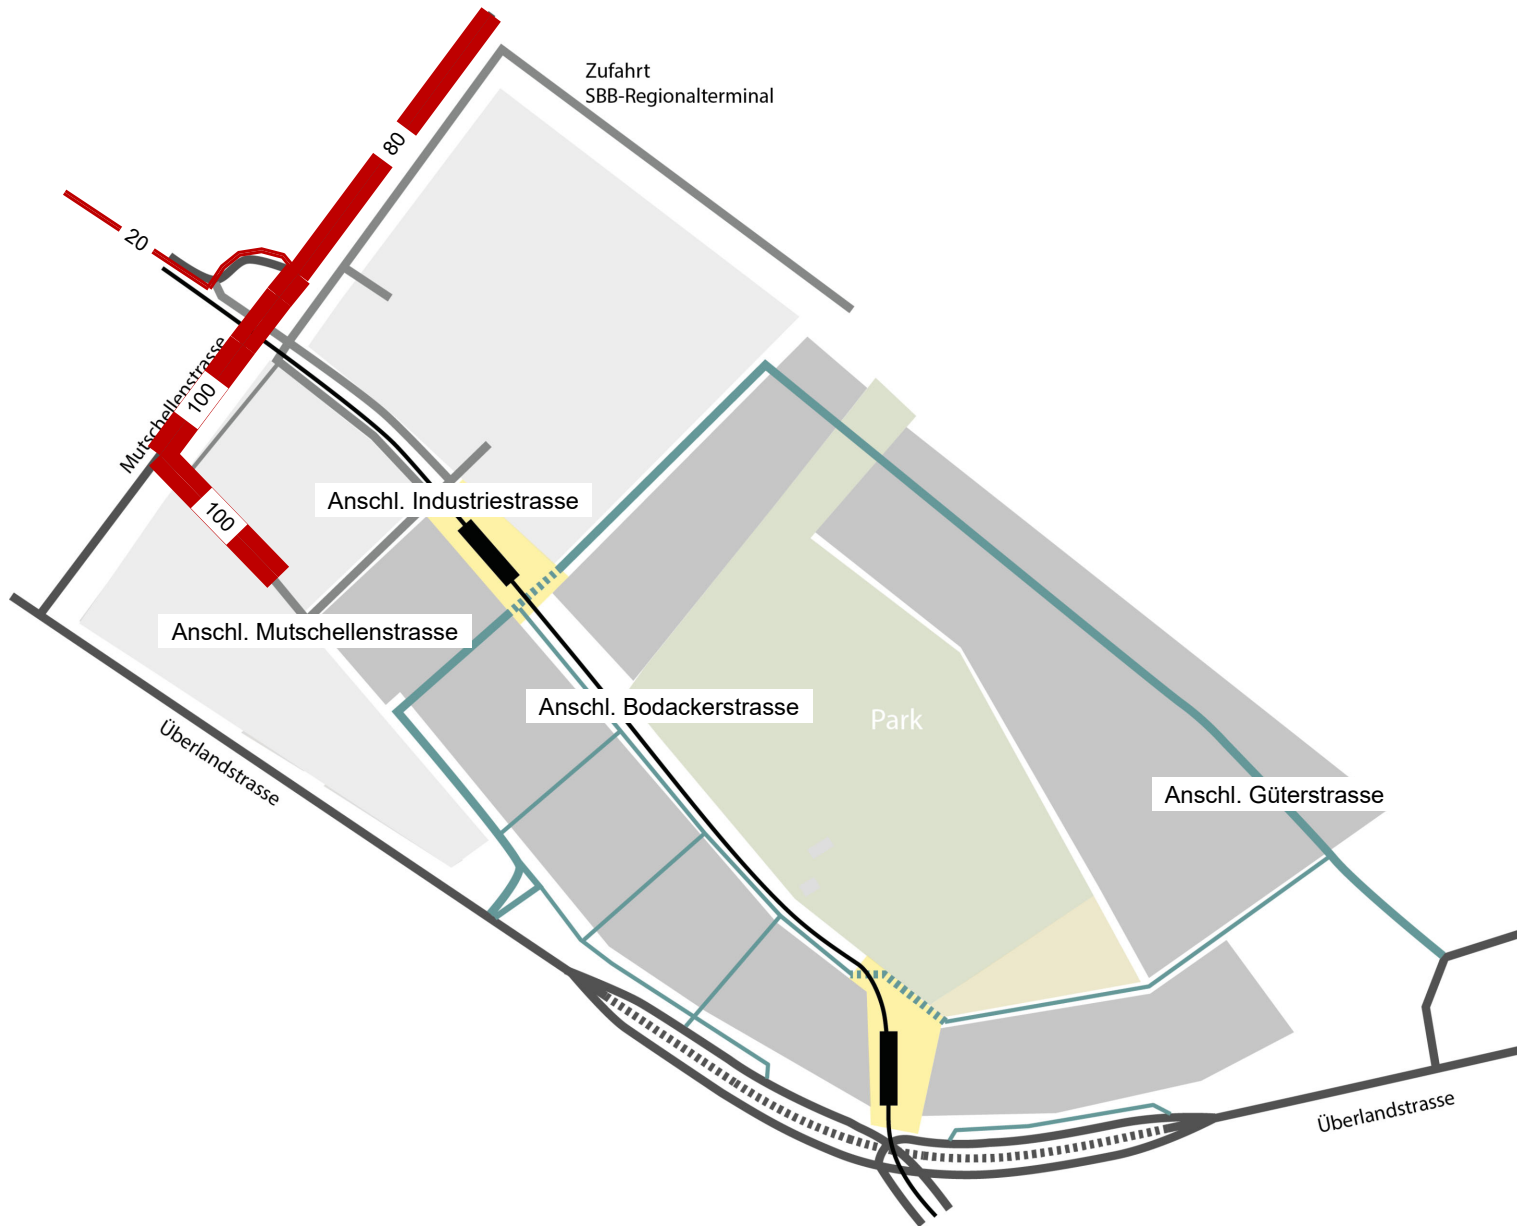 Zufahrt
SBB-Regionalterminal
80
20
Mutschellenstrasse
100
100
Anschl. Industriestrasse
Anschl. Mutschellenstrasse
Anschl. Bodackerstrasse
Park
Überlandstrasse
Anschl. Güterstrasse
Überlandstrasse